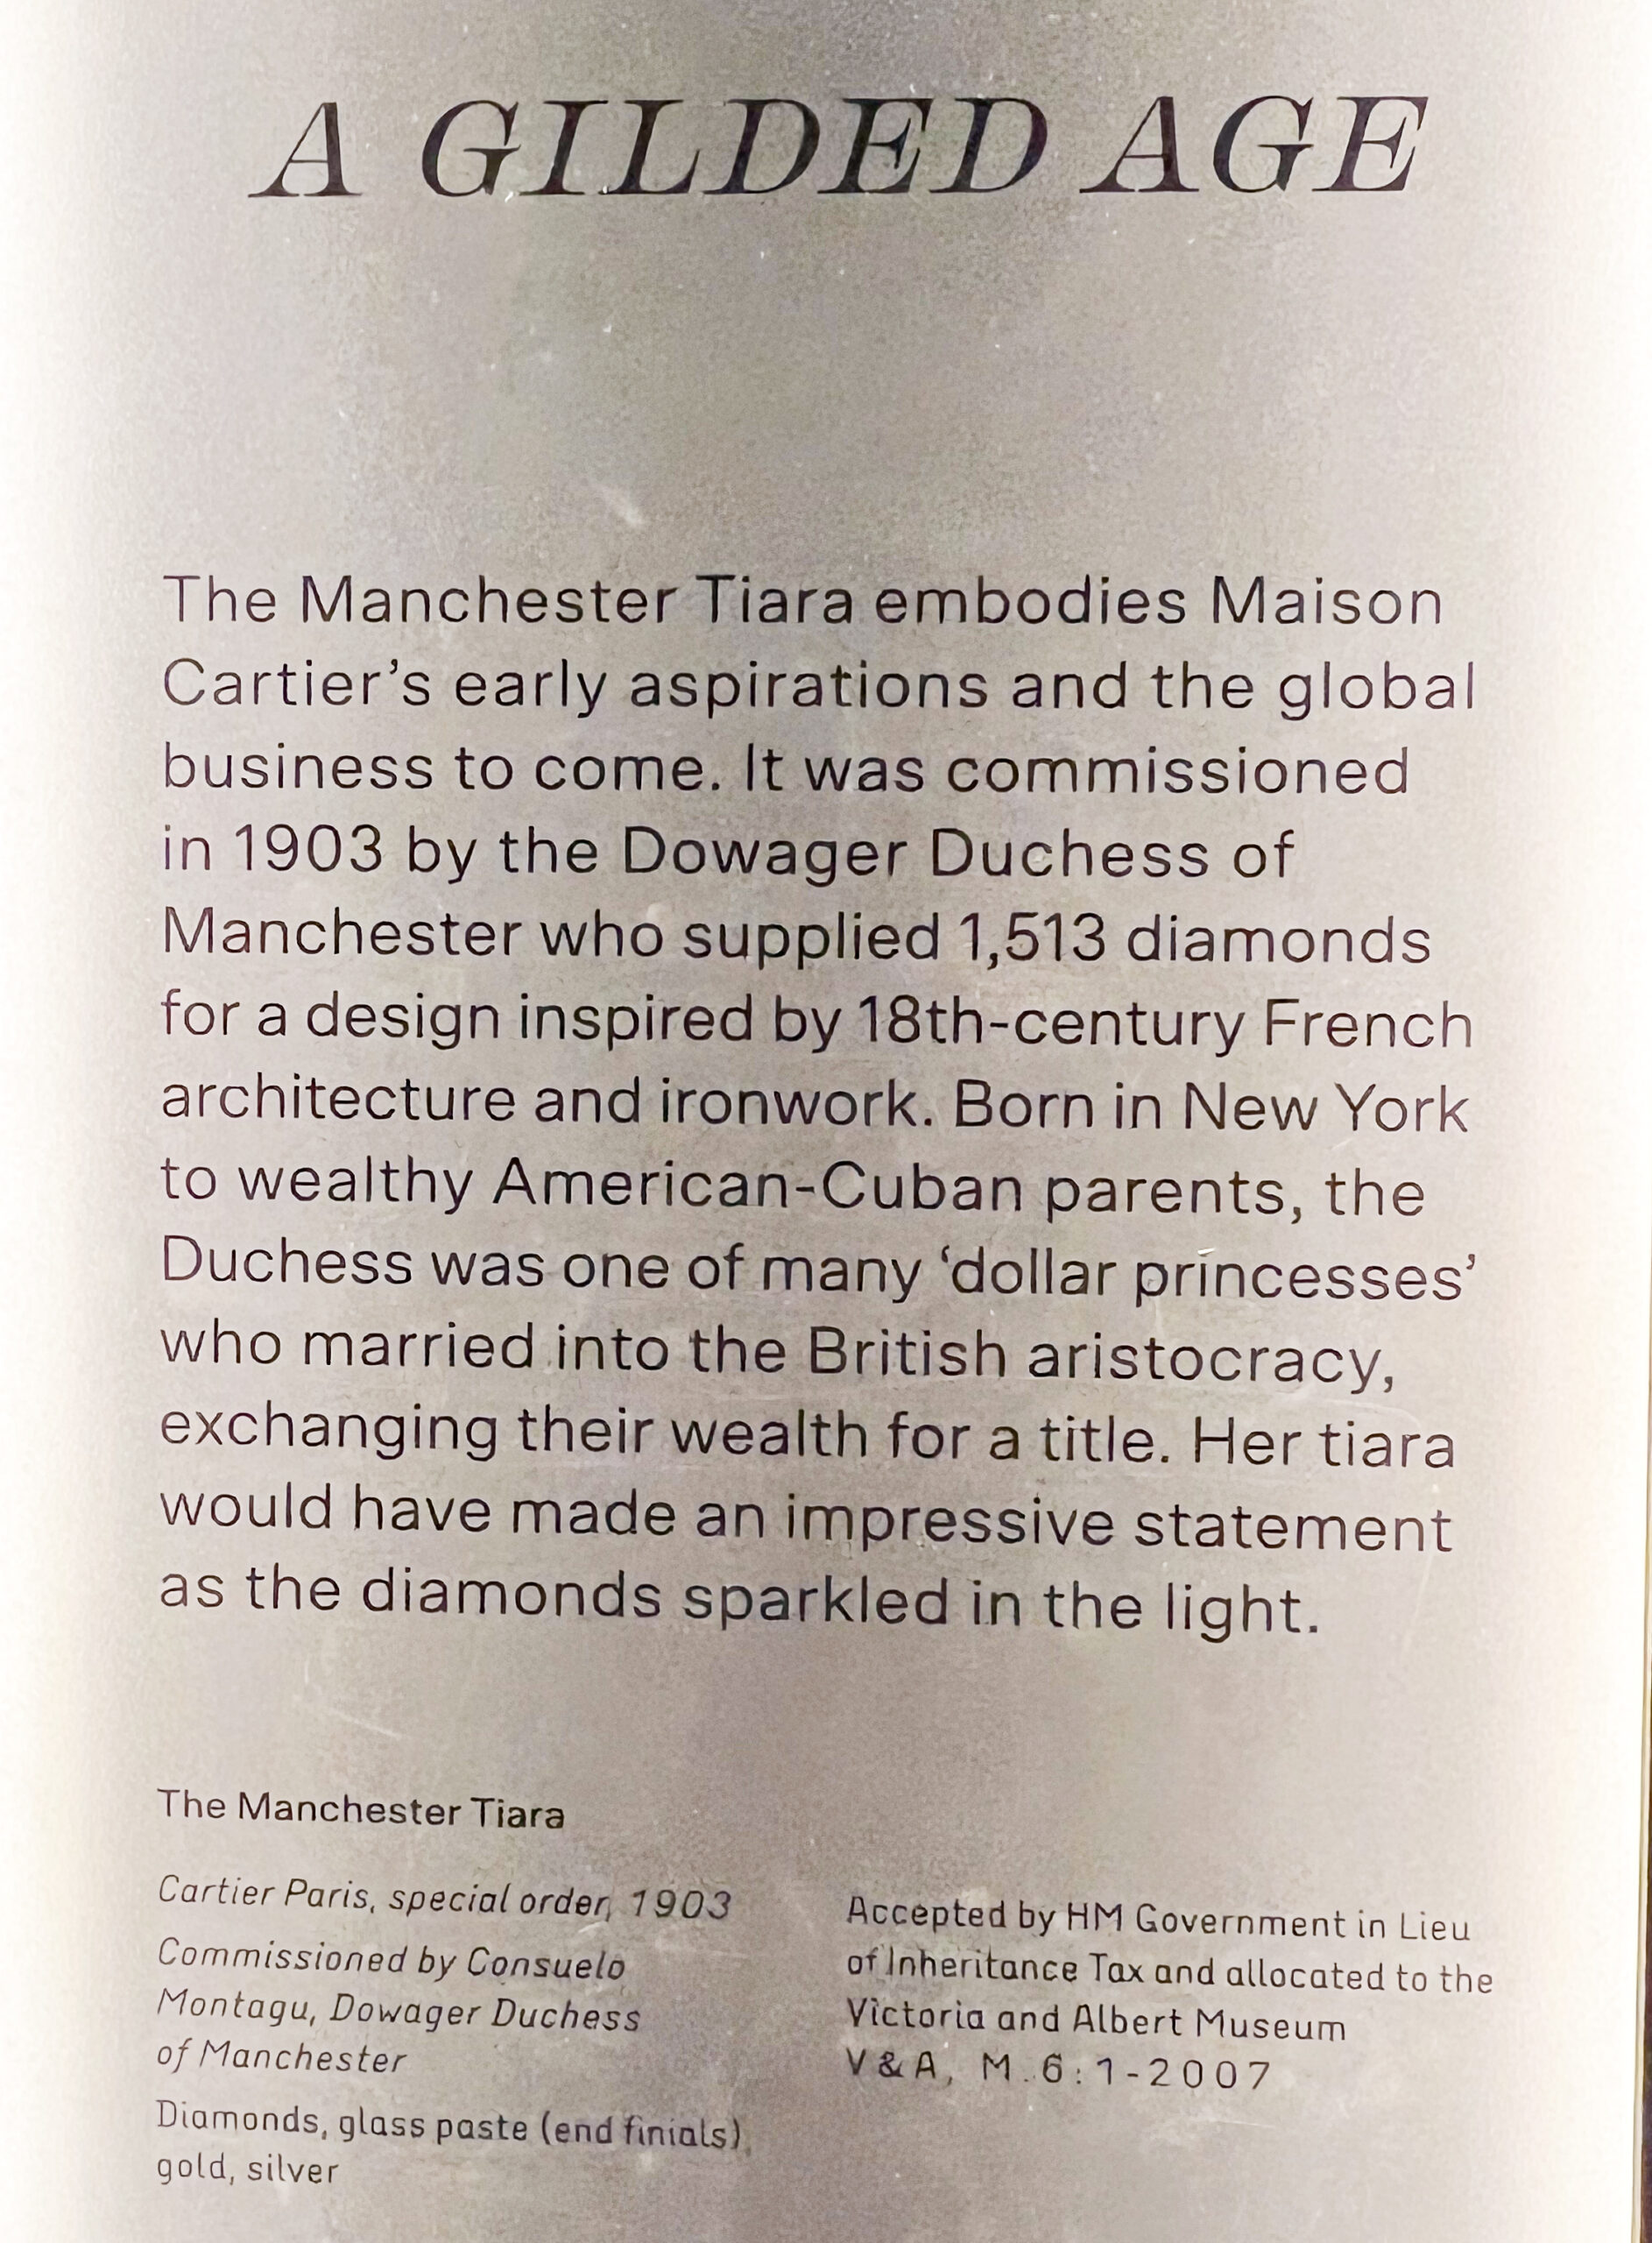 A GILDED AGE
The Manchester Tiara embodies Maison
Cartier’s early aspirations and the global
business to come. It was commissioned
in 1903 by the Dowager Duchess of
Manchester who supplied 1,513 diamonds
for a design inspired by 18th-century French
architecture and ironwork. Born in New York
to wealthy American-Cuban parents, the
Duchess was one of many ‘dollar princesses’
who married into the British aristocracy,
exchanging their wealth for a title. Her tiara
would have made an impressive statement
as the diamonds sparkled in the light.
The Manchester Tiara
Cartier Paris, special order, 1903
Commissioned by Consuelo
Montagu, Dowager Duchess
of Manchester
Diamonds, glass paste (end finials),
gold, silver
Accepted by HM Government in Lieu
of Inheritance Tax and allocated to the
Victoria and Albert Museum
V&A, M.6:1-2007